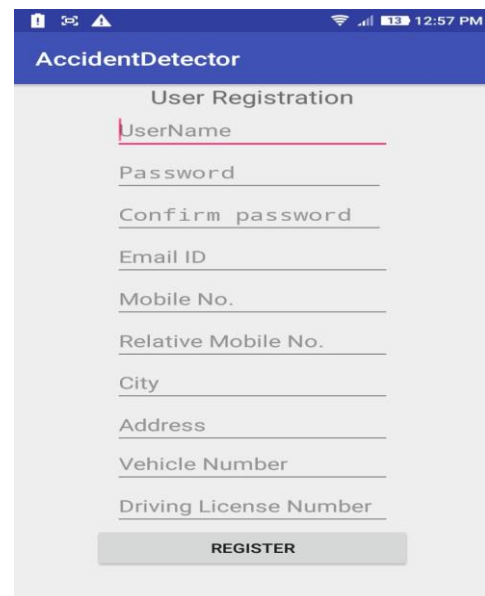 13 12:57 PM
AccidentDetector
User Registration
UserName
Password
Confirm password
Email ID
Mobile No.
Relative Mobile No.
City
Address
Vehicle Number
Driving License Number
REGISTER